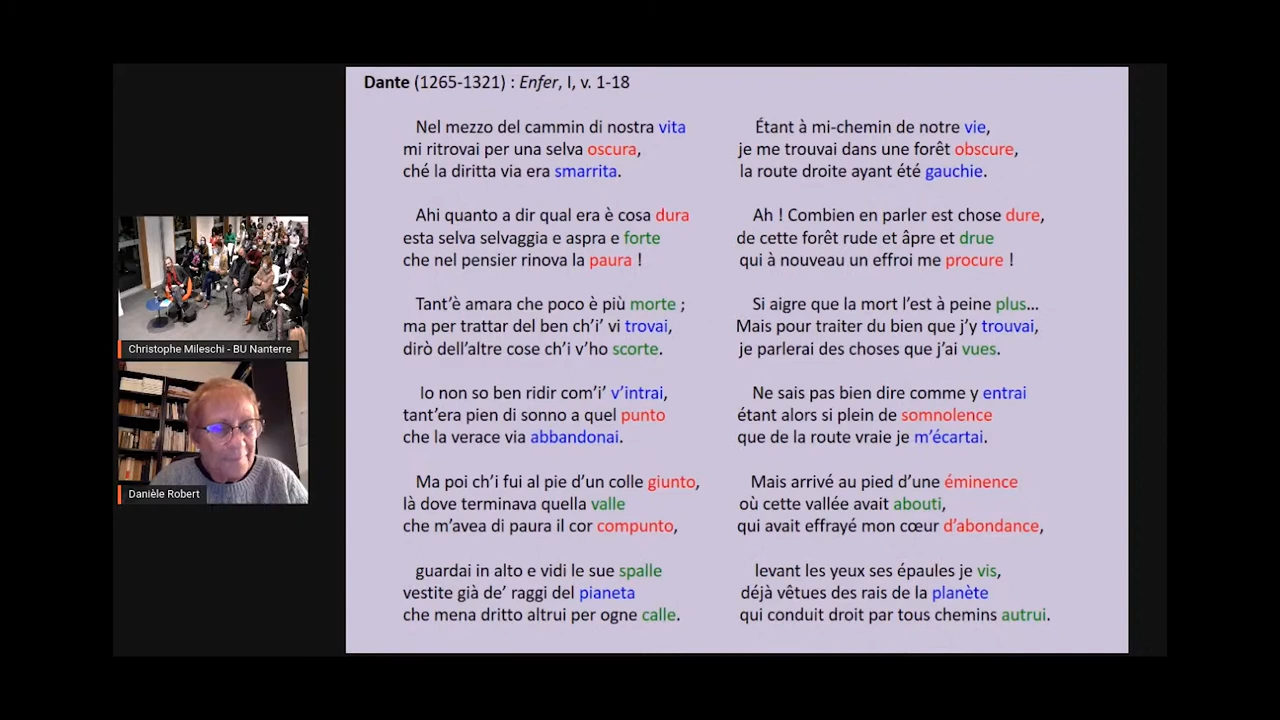 Dante (1265-1321) : Enfer, I, v. 1-18
Nel mezzo del cammin di nostra vita
mi ritrovai per una selva oscura,
ché la diritta via era smarrita.
Ahi quanto a dir qual era è cosa dura
esta selva selvaggia e aspra e forte
che nel pensier rinova la paura !
Tant’è amara che poco è più morte ;
ma per trattar del ben ch’i’ vi trovai,
dirò dell’altre cose ch’i v’ho scorte.
Io non so ben ridir com’i’ v’intrai,
tant’era pien di sonno a quel punto
che la verace via abbandonai.
Ma poi ch’i fui al pie d’un colle giunto,
là dove terminava quella valle
che m’avea di paura il cor compunto,
guardai in alto e vidi le sue spalle
vestite già de’ raggi del pianeta
che mena dritto altrui per ogne calle.
Étant à mi-chemin de notre vie,
je me trouvai dans une forêt obscure,
la route droite ayant été gauchie.
Ah ! Combien en parler est chose dure,
de cette forêt rude et âpre et drue
qui à nouveau un effroi me procure !
Si aigre que la mort l’est à peine plus...
Mais pour traiter du bien que j’y trouvai,
je parlerai des choses que j’ai vues.
Ne sais pas bien dire comme y entrai
étant alors si plein de somnolence
que de la route vraie je m’écartai.
Mais arrivé au pied d’une éminence
où cette vallée avait abouti,
qui avait effrayé mon cœur d’abondance,
levant les yeux ses épaules je vis,
déjà vêtues des rais de la planète
qui conduit droit par tous chemins autrui.
Christophe Mileschi - BU Nanterre
Danièle Robert